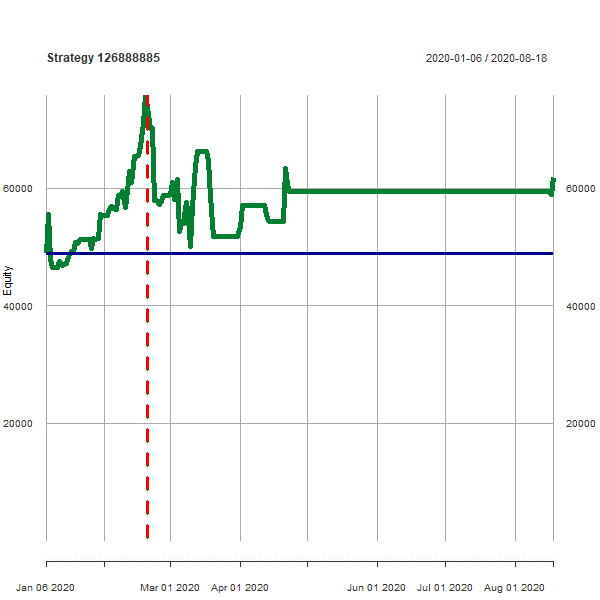 Strategy 126888885
2020-01-06 / 2020-08-18
60000
60000
Equity
40000
40000
20000
20000
Jan 06 2020
Mar 01 2020
Apr 01 2020
Jun 01 2020
Jul 01 2020
Aug 01 2020